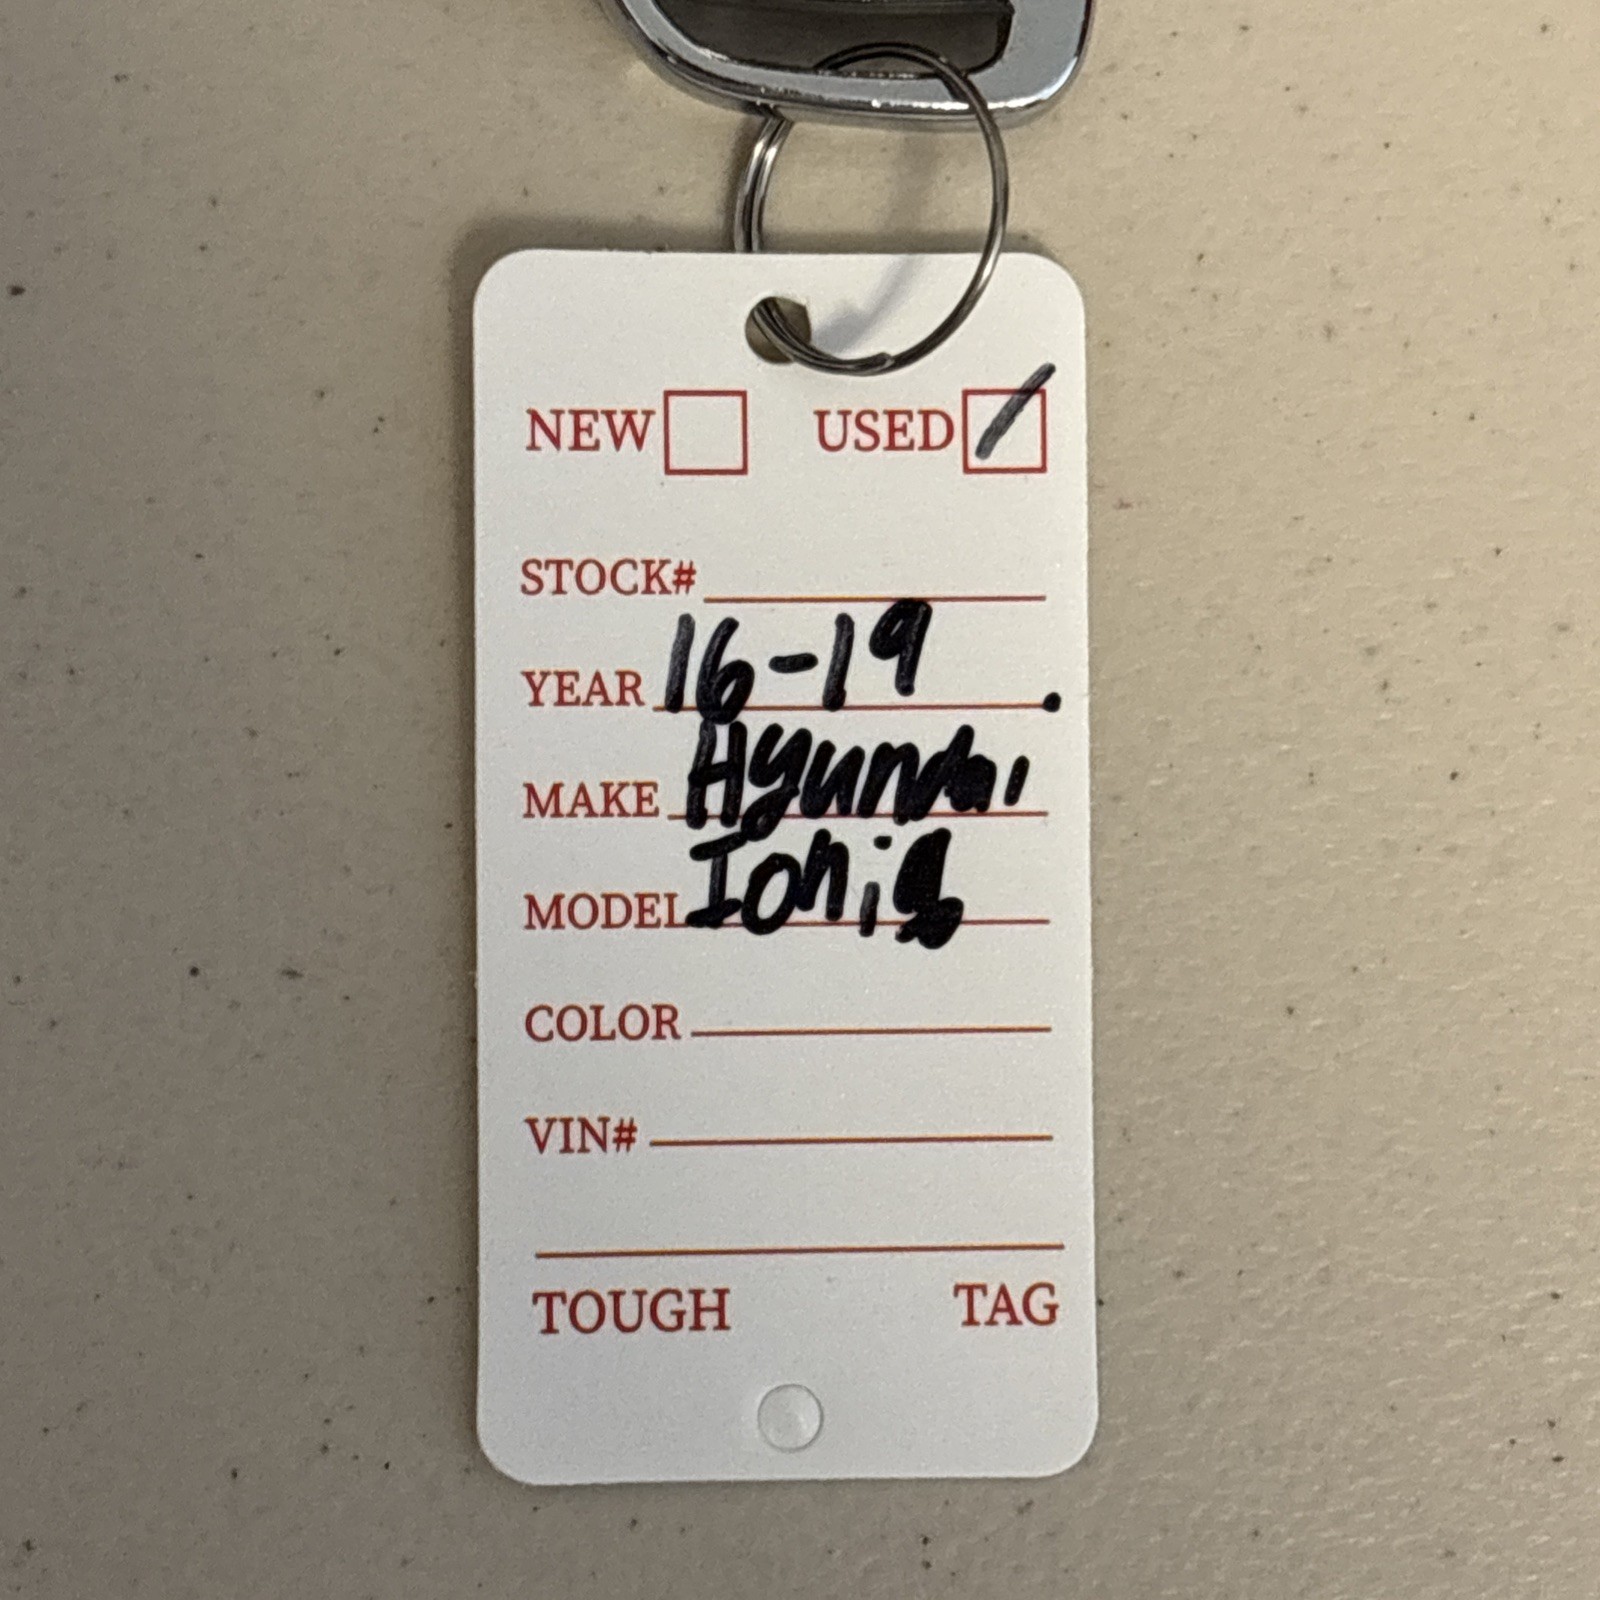 NEW USED
STOCK#
YEAR 16-19
MAKE Hyundai
MODEL Ioniq
COLOR
VIN#
TOUGH TAG